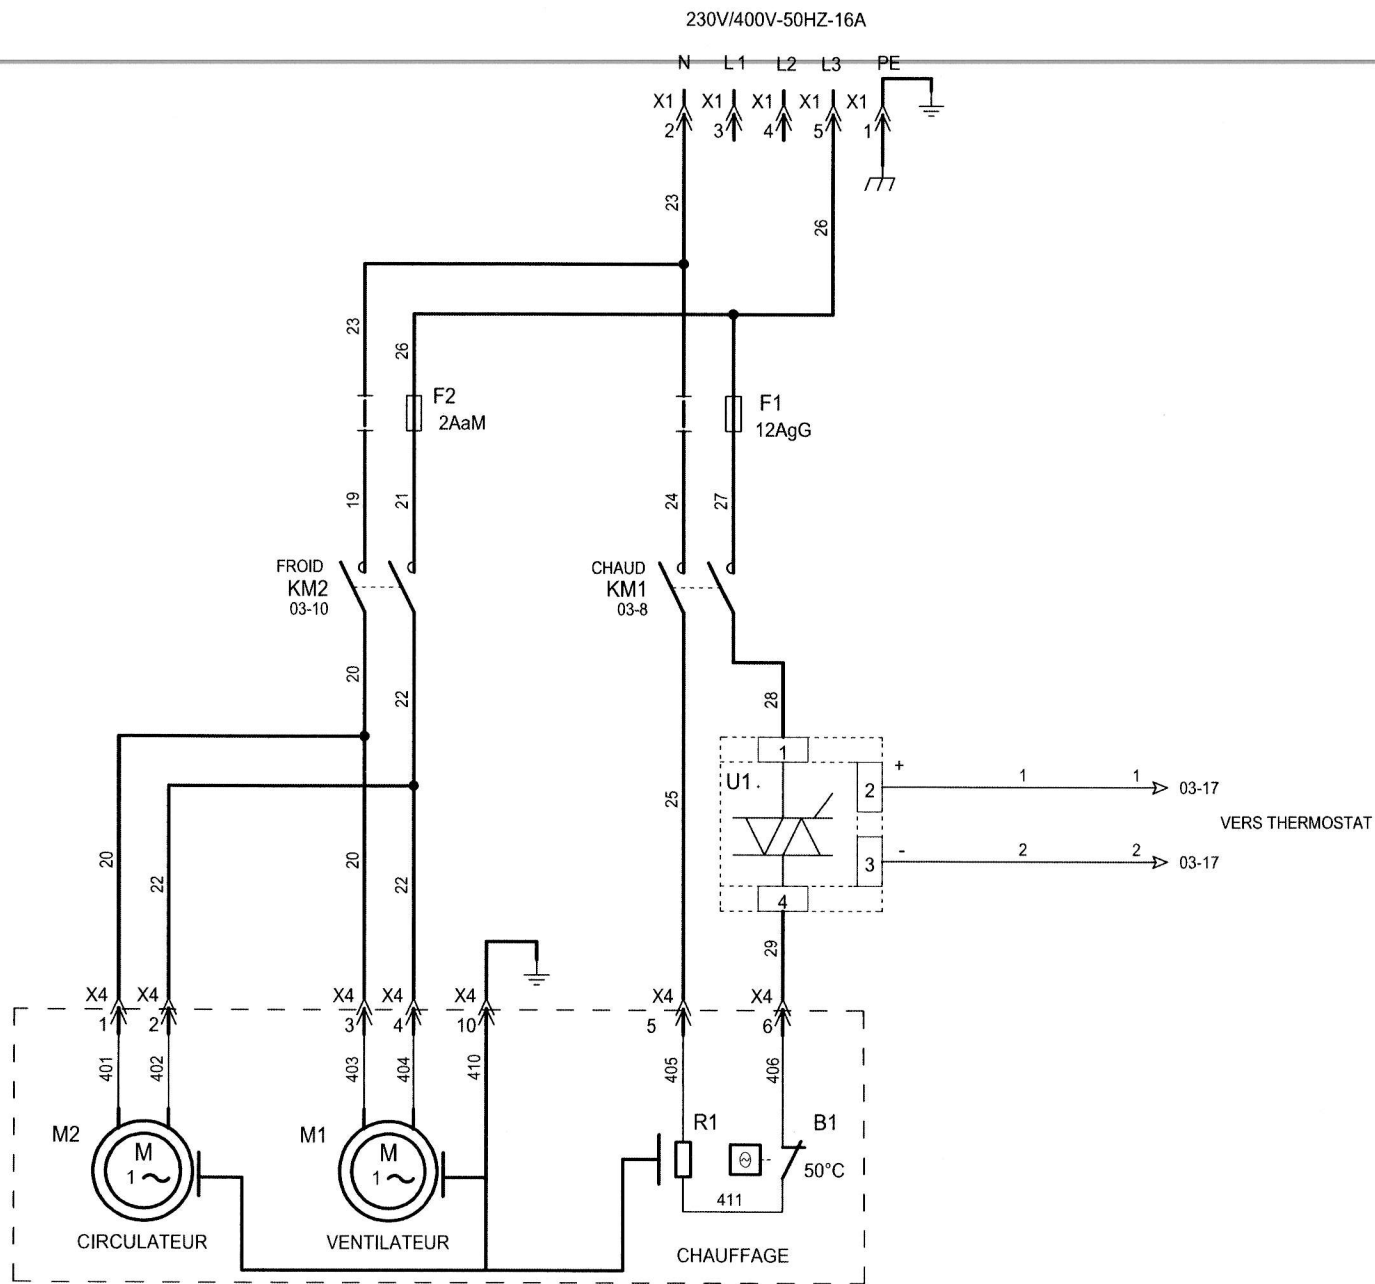 230V/400V-50HZ-16A
N L1 L2 L3 PE
X1 X1 X1 X1 X1
2 3 4 5 1
23
26
23
26
F2
2AaM
F1
12AgG
19
21
24
27
FROID
KM2
03-10
CHAUD
KM1
03-8
20
22
28
1
U1.
2
+
1
1
03-17
25
VERS THERMOSTAT
20
22
20
22
3
-
2
2
03-17
4
29
X4 X4 X4 X4 X4 X4 X4
1 2 3 4 10 5 6
401
402
403
404
410
405
406
M2
M
1~
M1
M
1~
R1
B1
50°C
411
CIRCULATEUR
VENTILATEUR
CHAUFFAGE